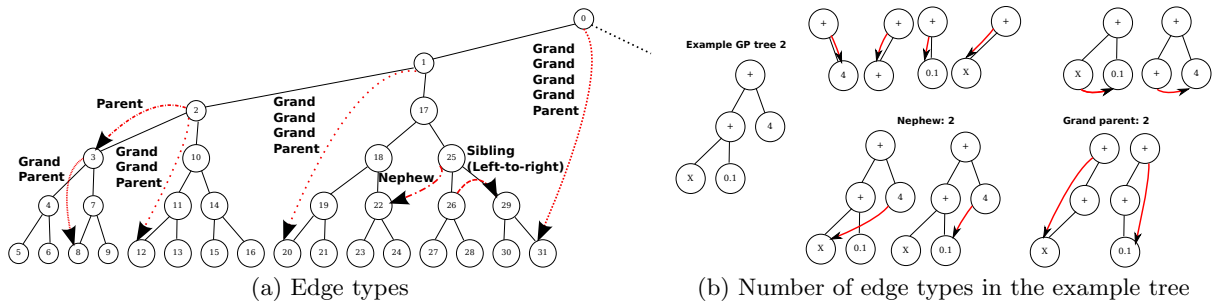 0
1
Grand
Grand
Grand
Grand
Parent
Parent
2
Grand
Grand
Grand
Parent
17
3
10
18
25
Sibling
(Left-to-right)
Grand
Parent
Grand
Grand
Parent
Nephew
4
7
11
14
19
22
26
29
5
6
8
9
12
13
15
16
20
21
23
24
27
28
30
31
(a) Edge types
Example GP tree 2
+
+
4
X
0.1
+
4
+
+
+
0.1
+
X
+
X
0.1
+
+
4
Nephew: 2
+
+
4
X
0.1
+
+
4
X
0.1
Grand parent: 2
+
+
X
+
+
0.1
(b) Number of edge types in the example tree